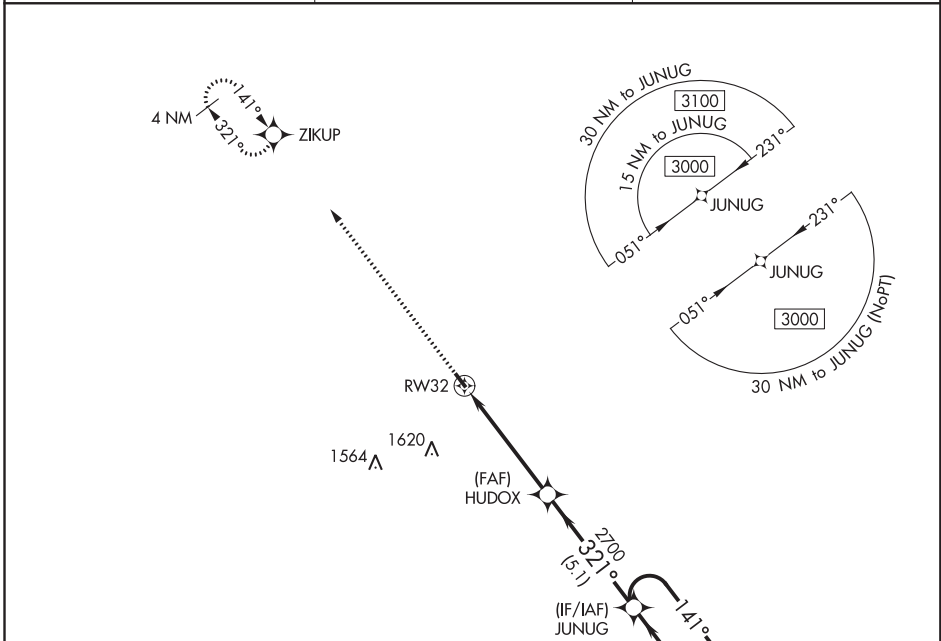 4 NM
141°
321°
ZIKUP
30 NM to JUNUG
3100
15 NM to JUNUG
3000
231°
JUNUG
051°
231°
JUNUG
051°
3000
30 NM to JUNUG (NoPT)
RW32
1564
1620
(FAF)
HUDOX
2700
321°
(5.1)
(IF/IAF)
JUNUG
141°